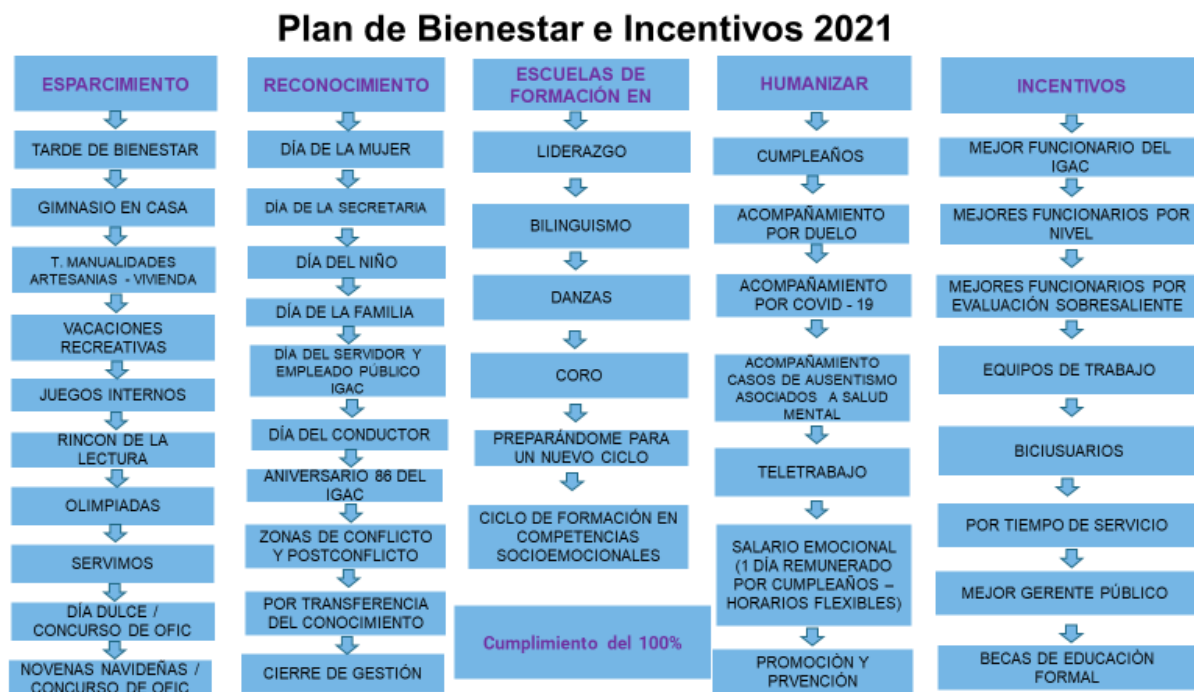 Plan de Bienestar e Incentivos 2021
ESPARCIMIENTO
TARDE DE BIENESTAR
GIMNASIO EN CASA
T. MANUALIDADES
ARTESANIAS - VIVIENDA
VACACIONES
RECREATIVAS
JUEGOS INTERNOS
RINCON DE LA
LECTURA
OLIMPIADAS
SERVIMOS
DÍA DULCE /
CONCURSO DE OFIC
NOVENAS NAVIDEÑAS /
CONCURSO DE OFIC
RECONOCIMIENTO
DÍA DE LA MUJER
DÍA DE LA SECRETARIA
DÍA DEL NIÑO
DÍA DE LA FAMILIA
DÍA DEL SERVIDOR Y
EMPLEADO PÚBLICO
IGAC
DÍA DEL CONDUCTOR
ANIVERSARIO 86 DEL
IGAC
ZONAS DE CONFLICTO
Y POSTCONFLICTO
POR TRANSFERENCIA
DEL CONOCIMIENTO
CIERRE DE GESTIÓN
ESCUELAS DE
FORMACIÓN EN
LIDERAZGO
BILINGUISMO
DANZAS
CORO
PREPARÁNDOME PARA
UN NUEVO CICLO
CICLO DE FORMACIÓN EN
COMPETENCIAS
SOCIOEMOCIONALES
Cumplimiento del 100%
HUMANIZAR
CUMPLEAÑOS
ACOMPAÑAMIENTO
POR DUELO
ACOMPAÑAMIENTO
POR COVID - 19
ACOMPAÑAMIENTO
CASOS DE AUSENTISMO
ASOCIADOS A SALUD
MENTAL
TELETRABAJO
SALARIO EMOCIONAL
(1 DÍA REMUNERADO
POR CUMPLEAÑOS –
HORARIOS FLEXIBLES)
PROMOCIÒN Y
PRVENCIÓN
INCENTIVOS
MEJOR FUNCIONARIO DEL
IGAC
MEJORES FUNCIONARIOS POR
NIVEL
MEJORES FUNCIONARIOS POR
EVALUACIÓN SOBRESALIENTE
EQUIPOS DE TRABAJO
BICIUSUARIOS
POR TIEMPO DE SERVICIO
MEJOR GERENTE PÚBLICO
BECAS DE EDUCACIÓN
FORMAL